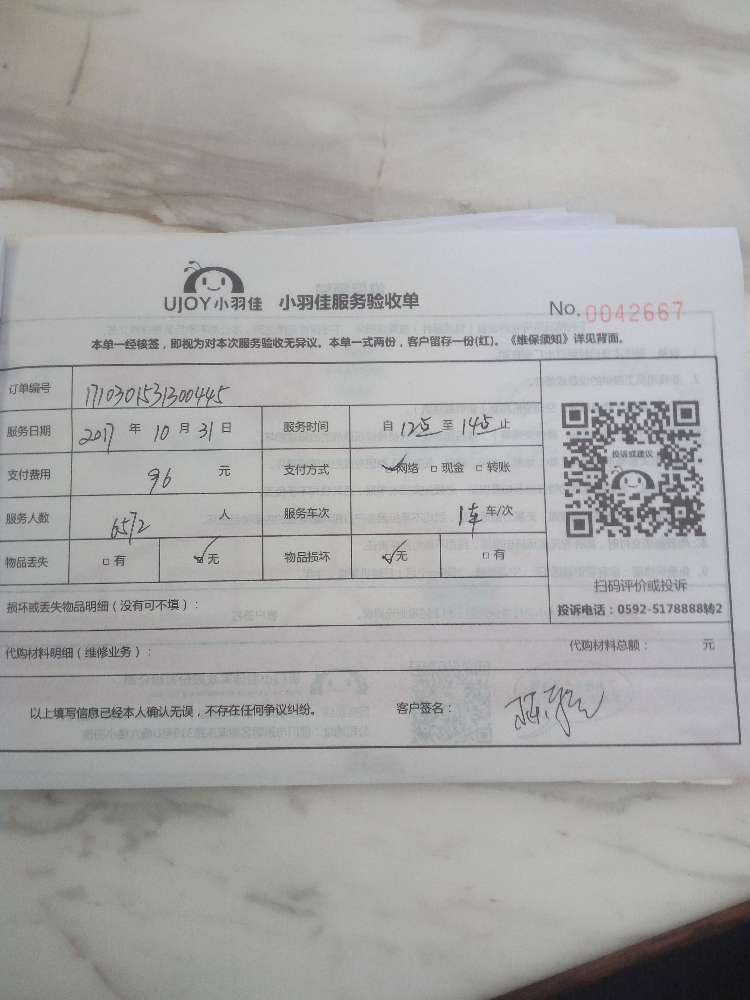 UJOY小羽佳 小羽佳服务验收单 No.0042667
本单一经核签，即视为对本次服务验收无异议。本单一式两份，客户留存一份(红)。《维保须知》详见背面。
订单编号 1710301531300445
服务日期 2017 年 10 月 31 日 服务时间 自 至 止
支付费用 96 元 支付方式 网络 现金 转账
服务人数 6572 人 服务车次 1车 车/次
物品丢失 有 无 物品损坏 无 有
投诉或建议
扫码评价或投诉
投诉电话：0592-5178888转2
损坏或丢失物品明细（没有可不填）：
代购材料明细（维修业务）： 代购材料总额： 元
以上填写信息已经本人确认无误，不存在任何争议纠纷。 客户签名：